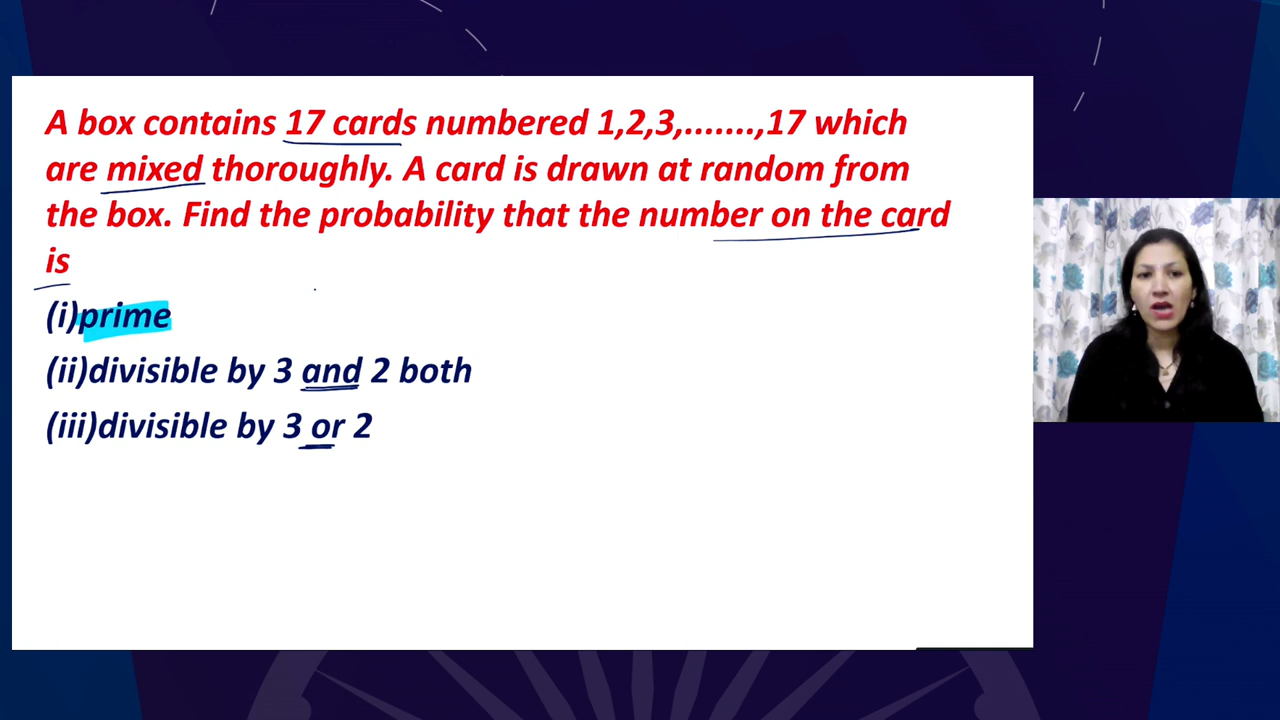 A box contains 17 cards numbered 1,2,3,.......,17 which
are mixed thoroughly. A card is drawn at random from
the box. Find the probability that the number on the card
is
(i)prime
(ii)divisible by 3 and 2 both
(iii)divisible by 3 or 2